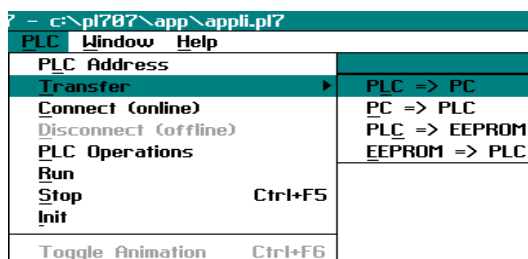 7 - c:\pl707\app\appli.pl7
PLC Window Help
PLC Address
Transfer PLC => PC
Connect (online) PC => PLC
Disconnect (offline) PLC => EEPROM
PLC Operations EEPROM => PLC
Run
Stop Ctrl+F5
Init
Toggle Animation Ctrl+F6